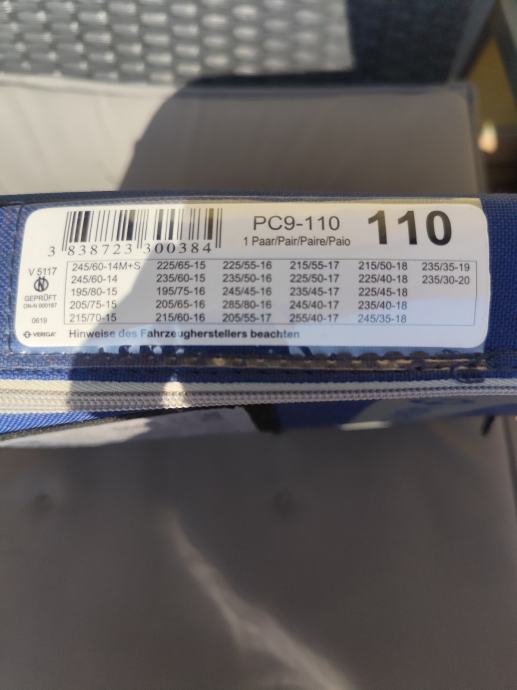 3 838723 300384
PC9-110
1 Paar/Pair/Paire/Paio
110
V 5117
GEPRÜFT
ON-N 000187
0619
VERIGA
245/60-14M+S 225/65-15 225/55-16 215/55-17 215/50-18 235/35-19
245/60-14 235/60-15 235/50-16 225/50-17 225/40-18 235/30-20
195/80-15 195/75-16 245/45-16 235/45-17 225/45-18
205/75-15 205/65-16 285/80-16 245/40-17 235/40-18
215/70-15 215/60-16 205/55-17 255/40-17 245/35-18
Hinweise des Fahrzeugherstellers beachten